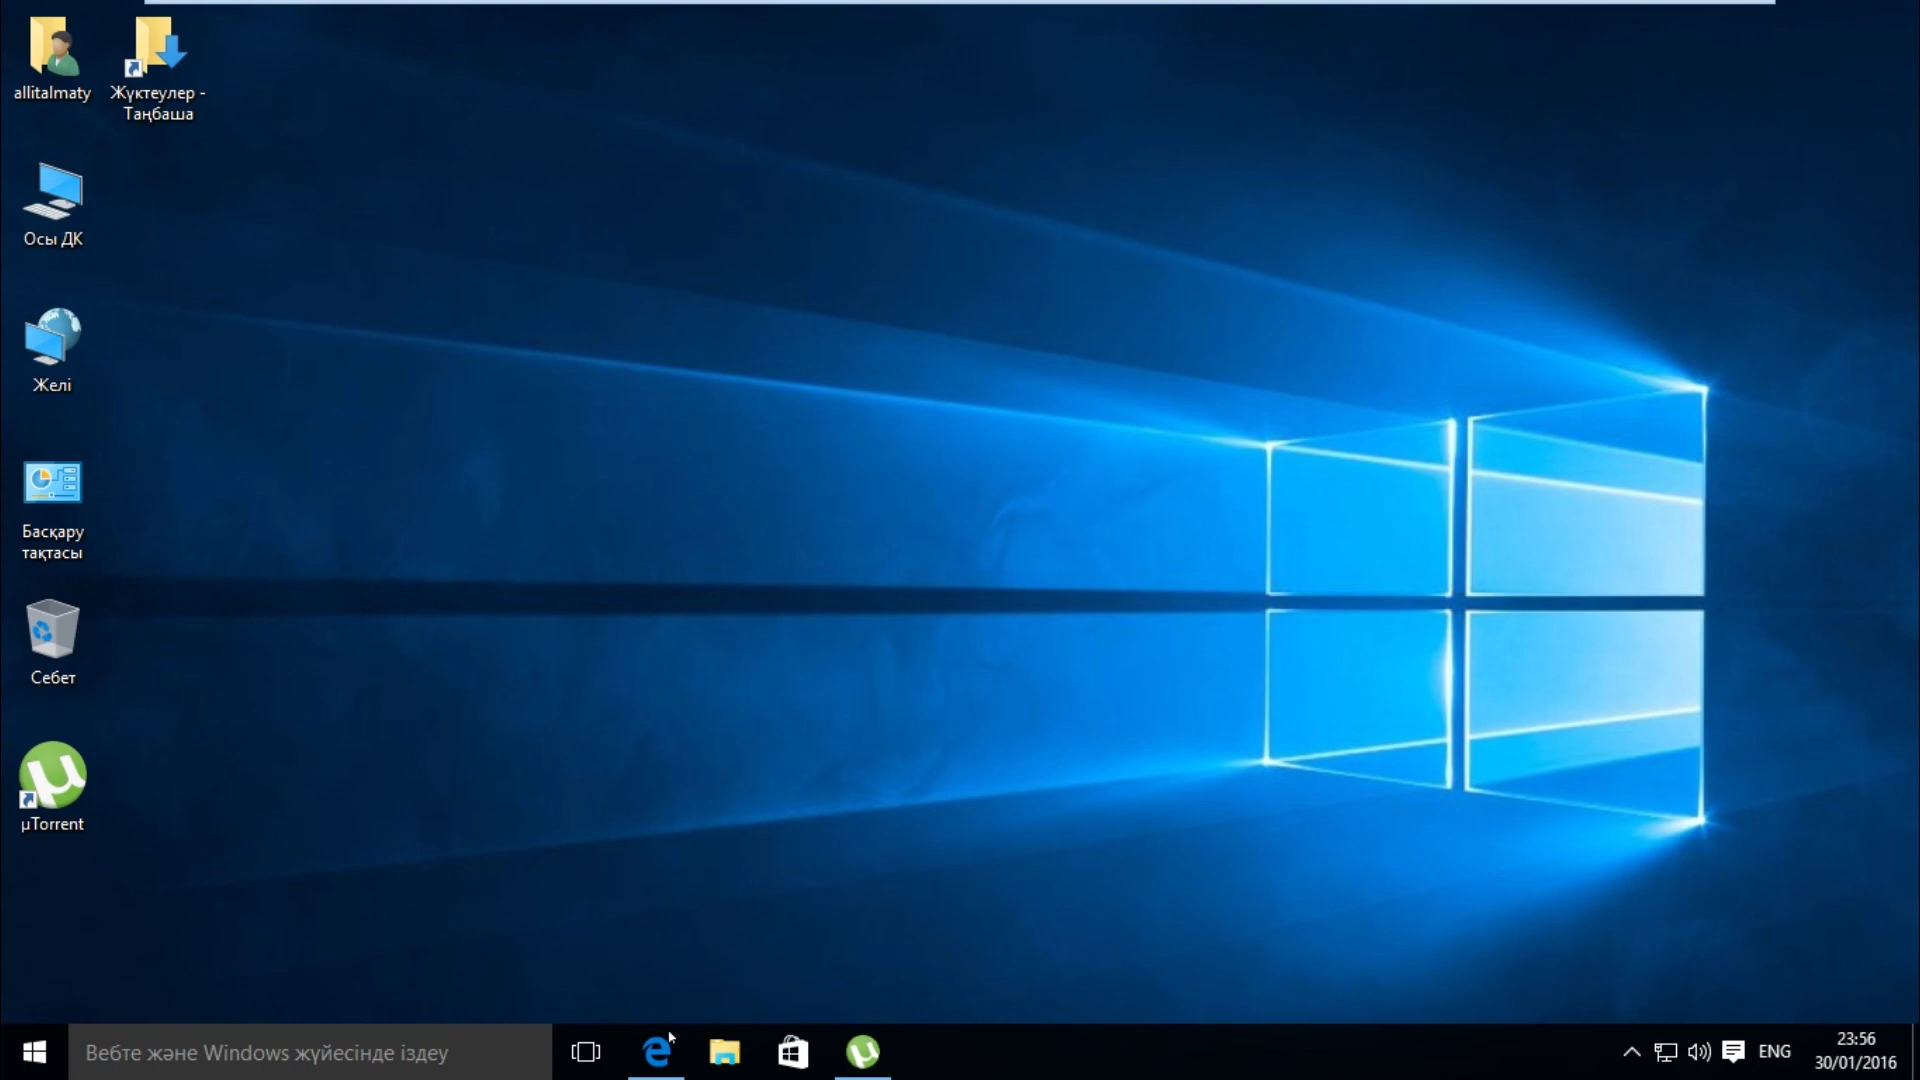 allitalmaty
Жүктеулер -
Таңбаша
Осы ДК
Желі
Басқару
тақтасы
Себет
µTorrent
Вебте және Windows жүйесінде іздеу
ENG
23:56
30/01/2016